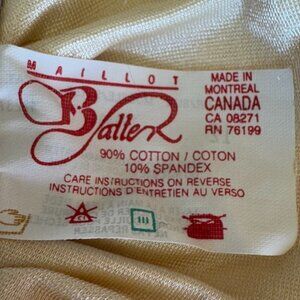 MAILLOT
Baltex
MADE IN
MONTREAL
CANADA
CA 08271
RN 76199
90% COTTON / COTON
10% SPANDEX
CARE INSTRUCTIONS ON REVERSE
INSTRUCTIONS D'ENTRETIEN AU VERSO